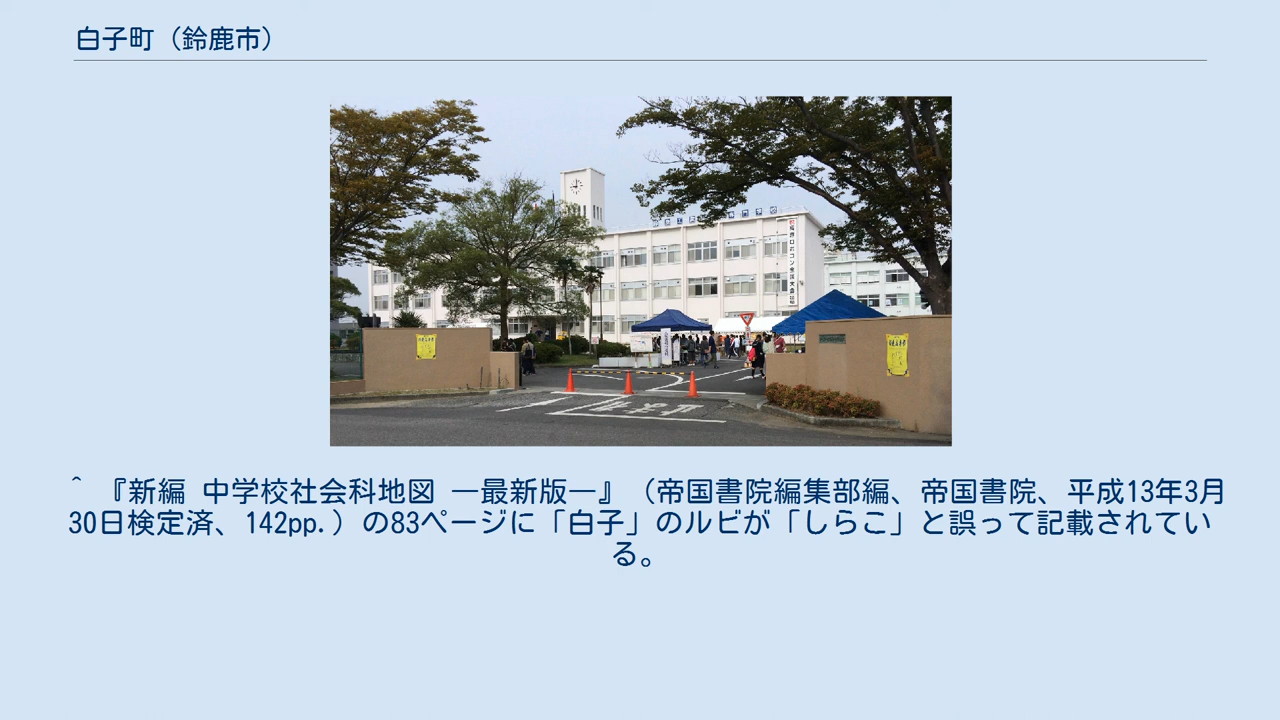 白子町（鈴鹿市）
^ 『新編 中学校社会科地図 ―最新版―』（帝国書院編集部編、帝国書院、平成13年3月
30日検定済、142pp.）の83ページに「白子」のルビが「しらこ」と誤って記載されてい
る。